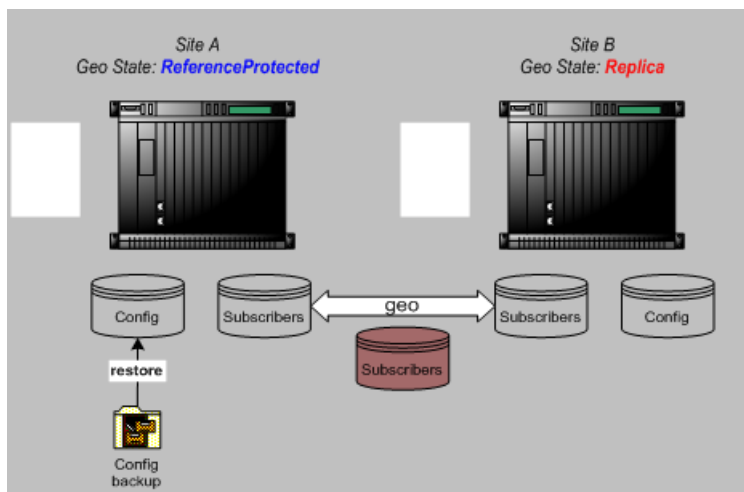 Site A
Geo State: ReferenceProtected
Site B
Geo State: Replica
Config
Subscribers
geo
Subscribers
Config
Subscribers
restore
Config
backup